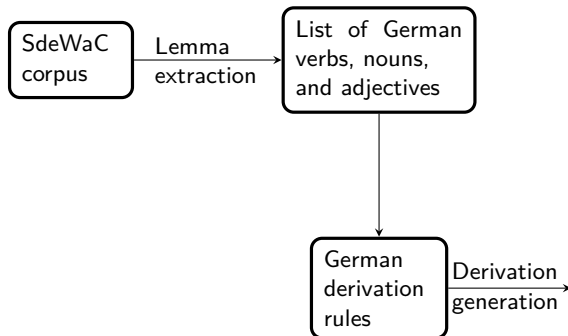 SdeWaC
corpus
Lemma
extraction
List of German
verbs, nouns,
and adjectives
German
derivation
rules
Derivation
generation